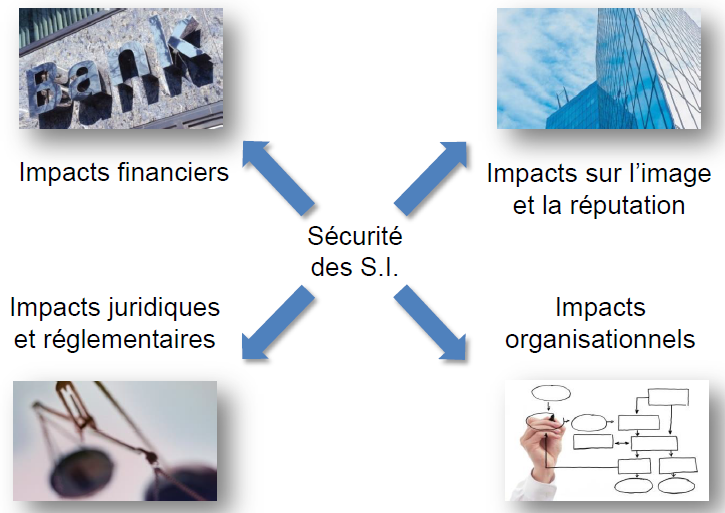 Bank
Impacts financiers
Impacts sur l’image
et la réputation
Sécurité
des S.I.
Impacts juridiques
et réglementaires
Impacts
organisationnels